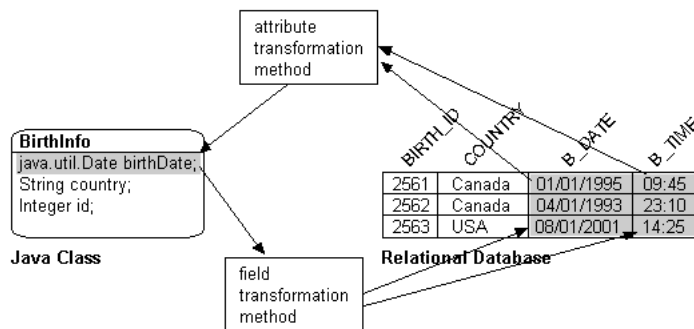 attribute
transformation
method
BirthInfo
java.util.Date birthDate;
String country;
Integer id;
Java Class
BIRTH_ID COUNTRY B_DATE B_TIME
2561 Canada 01/01/1995 09:45
2562 Canada 04/01/1993 23:10
2563 USA 08/01/2001 14:25
Relational Database
field
transformation
method